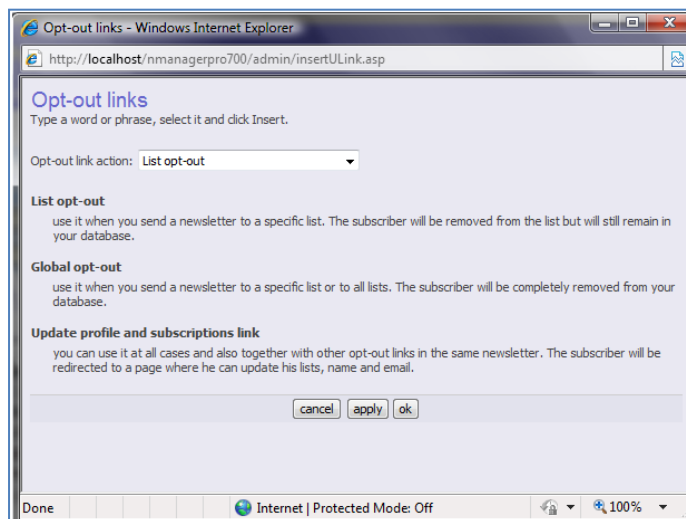 Opt-out links - Windows Internet Explorer
http://localhost/nmanagerpro700/admin/insertULink.asp
Opt-out links
Type a word or phrase, select it and click Insert.
Opt-out link action: List opt-out
List opt-out
use it when you send a newsletter to a specific list. The subscriber will be removed from the list but will still remain in
your database.
Global opt-out
use it when you send a newsletter to a specific list or to all lists. The subscriber will be completely removed from your
database.
Update profile and subscriptions link
you can use it at all cases and also together with other opt-out links in the same newsletter. The subscriber will be
redirected to a page where he can update his lists, name and email.
cancel apply ok
Done Internet | Protected Mode: Off 100%